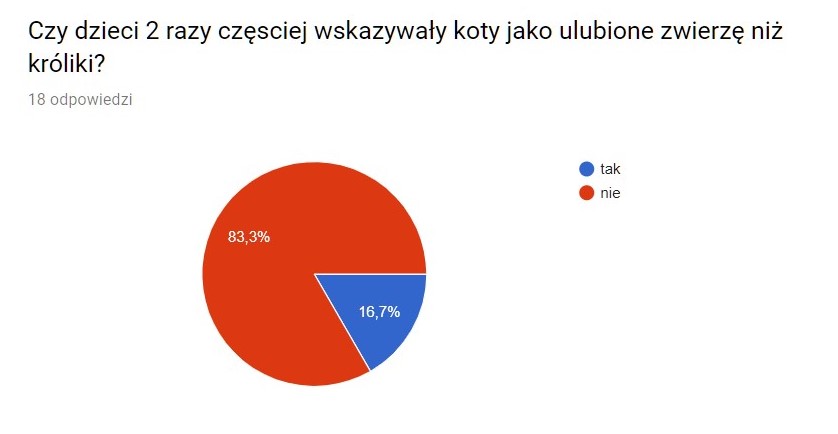 Czy dzieci 2 razy częsciej wskazywały koty jako ulubione zwierzę niż
króliki?
18 odpowiedzi
tak
nie
83,3%
16,7%